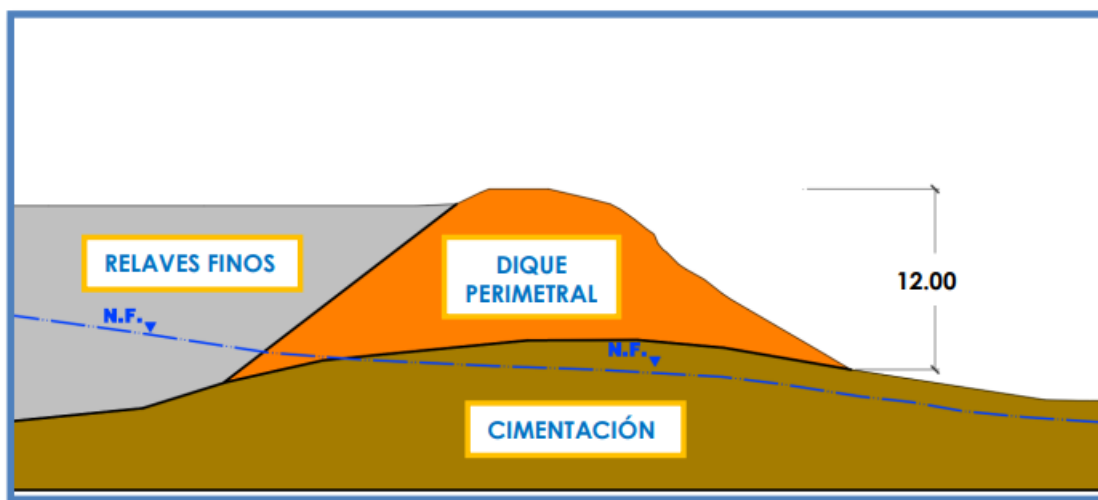 RELAVES FINOS
DIQUE
PERIMETRAL
12.00
N.F.
N.F.
CIMENTACIÓN